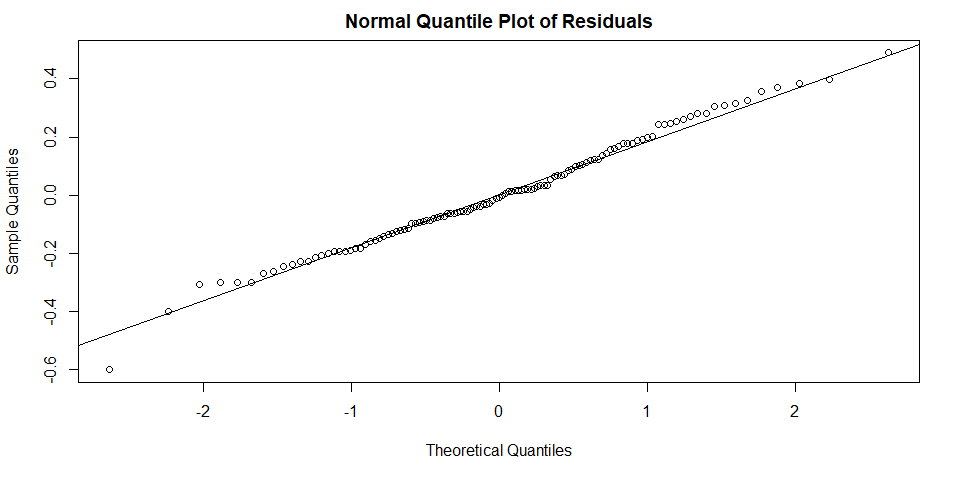 Normal Quantile Plot of Residuals
Sample Quantiles
0.4
0.2
0.0
-0.2
-0.4
-0.6
-2 -1 0 1 2
Theoretical Quantiles